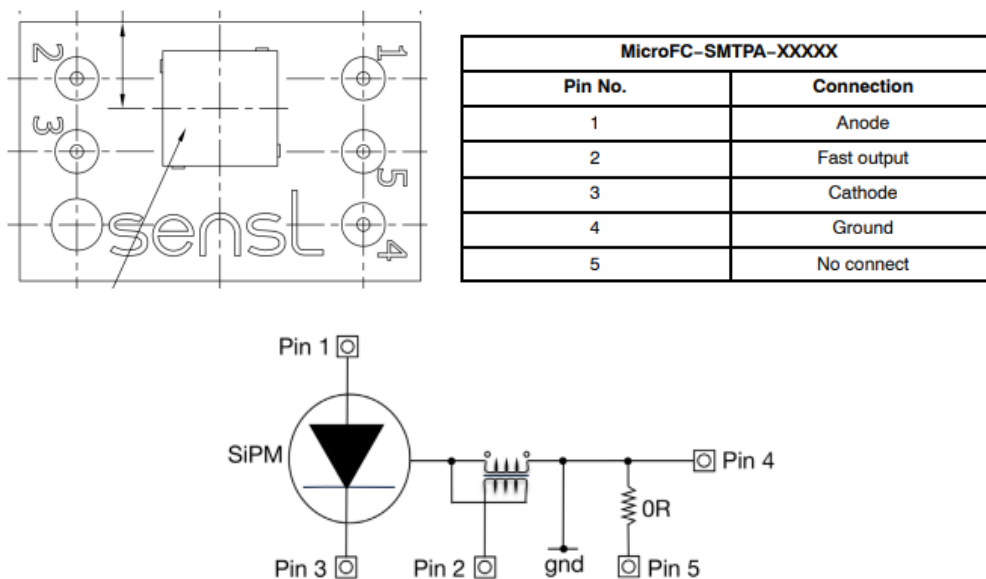 2
1
3
5
sensL
4
MicroFC-SMTPA-XXXXX
Pin No. Connection
1 Anode
2 Fast output
3 Cathode
4 Ground
5 No connect
Pin 1
SiPM
Pin 4
0R
Pin 3
Pin 2
gnd
Pin 5